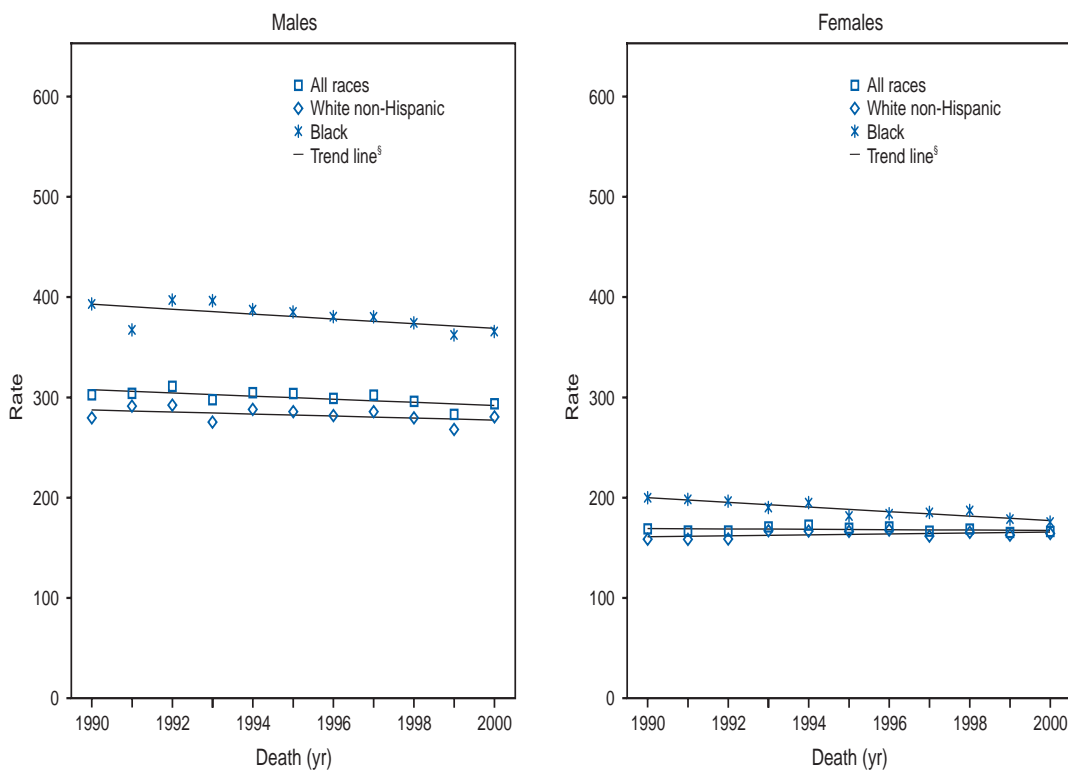 Males
All races
White non-Hispanic
Black
Trend line§
600
500
400
300
200
100
0
Rate
1990 1992 1994 1996 1998 2000
Death (yr)
Females
All races
White non-Hispanic
Black
Trend line§
600
500
400
300
200
100
0
Rate
1990 1992 1994 1996 1998 2000
Death (yr)